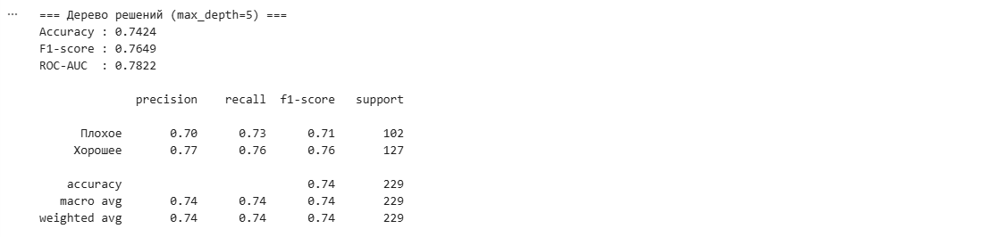 ...
=== Дерево решений (max_depth=5) ===
Accuracy : 0.7424
F1-score : 0.7649
ROC-AUC  : 0.7822
precision    recall  f1-score   support
Плохое       0.70      0.73      0.71       102
Хорошее       0.77      0.76      0.76       127
accuracy                           0.74       229
macro avg       0.74      0.74      0.74       229
weighted avg       0.74      0.74      0.74       229